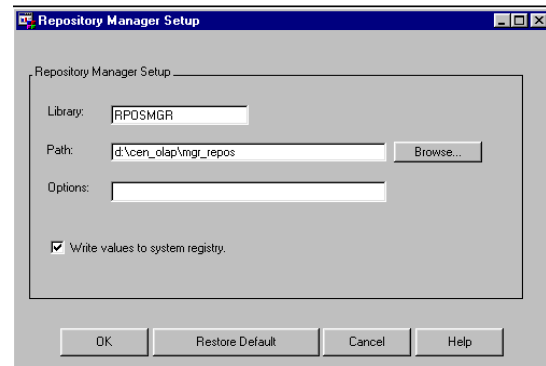 Repository Manager Setup
Repository Manager Setup
Library: RPOSMGR
Path: d:\cen_olap\mgr_repos Browse...
Options:
Write values to system registry.
OK Restore Default Cancel Help